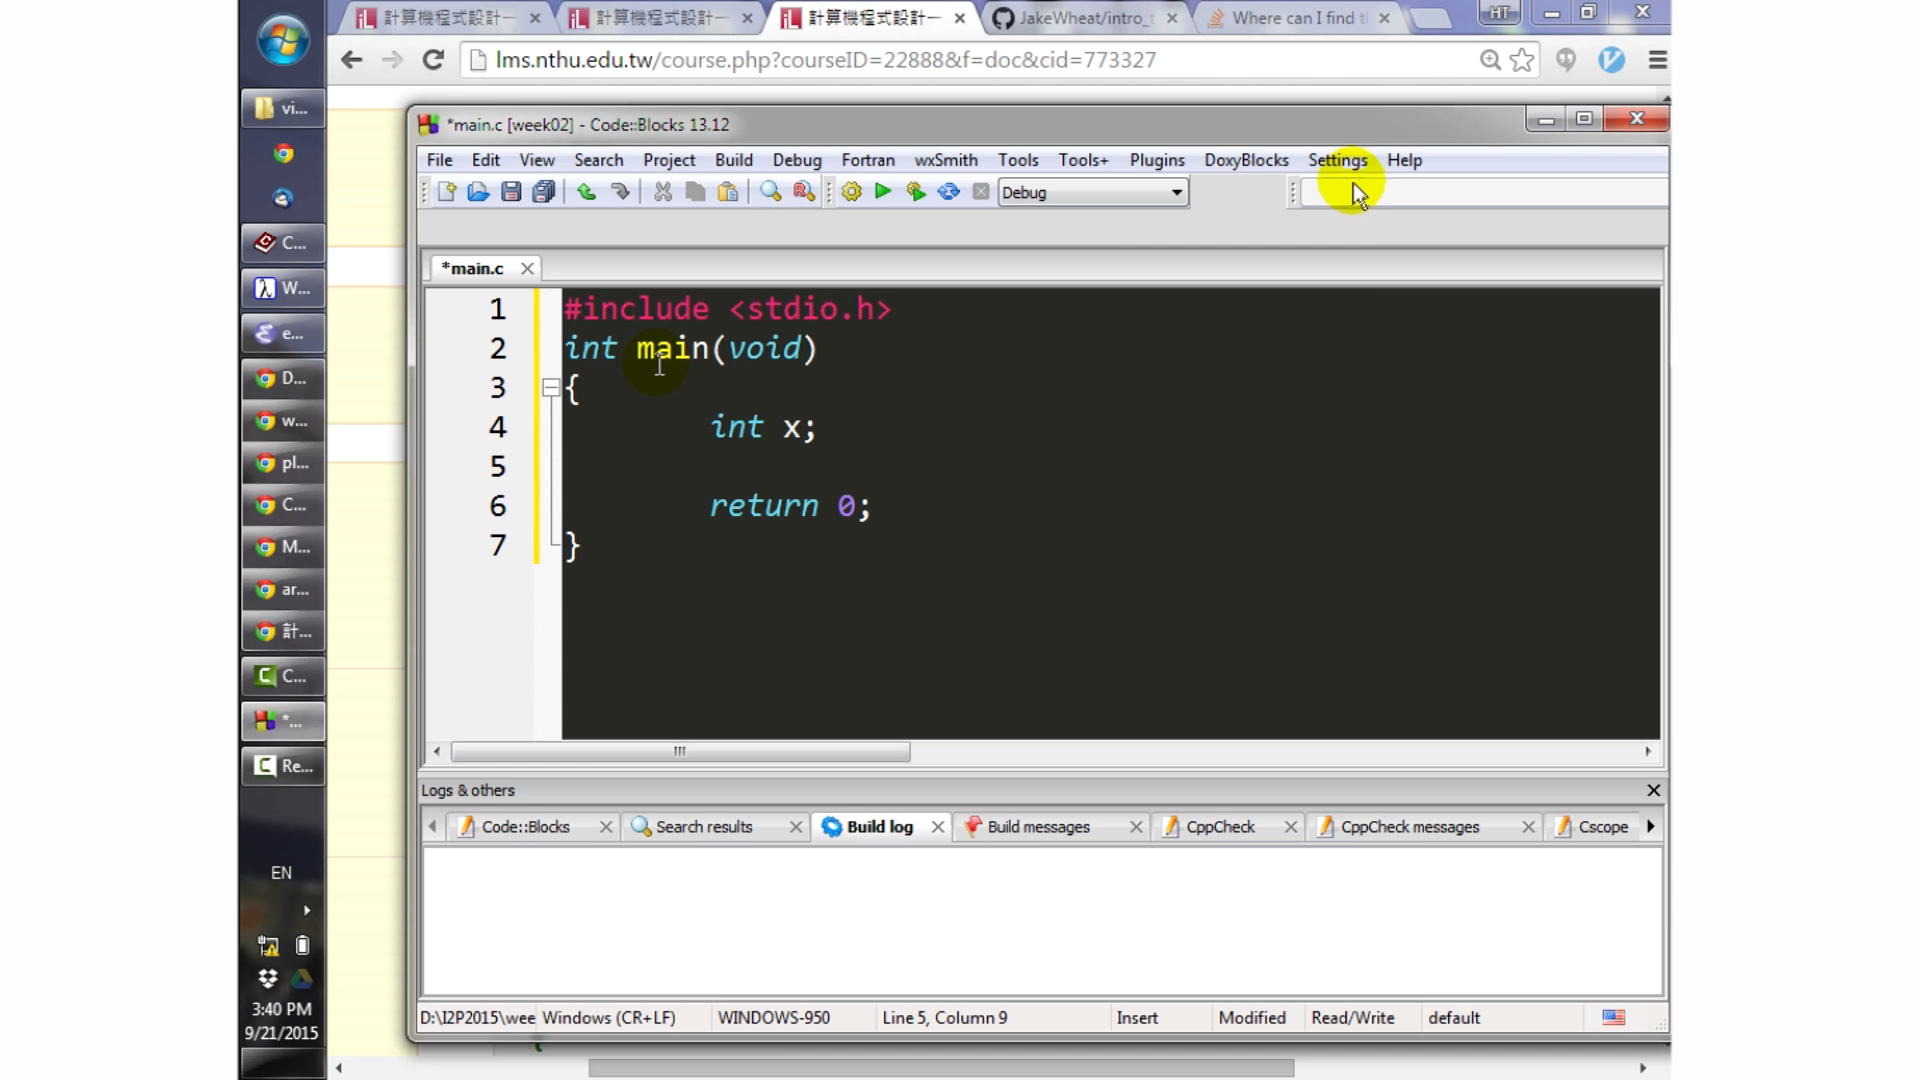 計算機程式設計一
計算機程式設計一
計算機程式設計一
JakeWheat/intro_t
Where can I find t
HT
lms.nthu.edu.tw/course.php?courseID=22888&f=doc&cid=773327
vi...
C...
W...
e...
D...
w...
pl...
C...
M...
ar...
計...
C...
*...
Re...
EN
3:40 PM
9/21/2015
*main.c [week02] - Code::Blocks 13.12
File Edit View Search Project Build Debug Fortran wxSmith Tools Tools+ Plugins DoxyBlocks Settings Help
Debug
*main.c
1 #include <stdio.h>
2 int main(void)
3 {
4 int x;
5
6 return 0;
7 }
Logs & others
Code::Blocks Search results Build log Build messages CppCheck CppCheck messages Cscope
D:\I2P2015\wee Windows (CR+LF) WINDOWS-950 Line 5, Column 9 Insert Modified Read/Write default